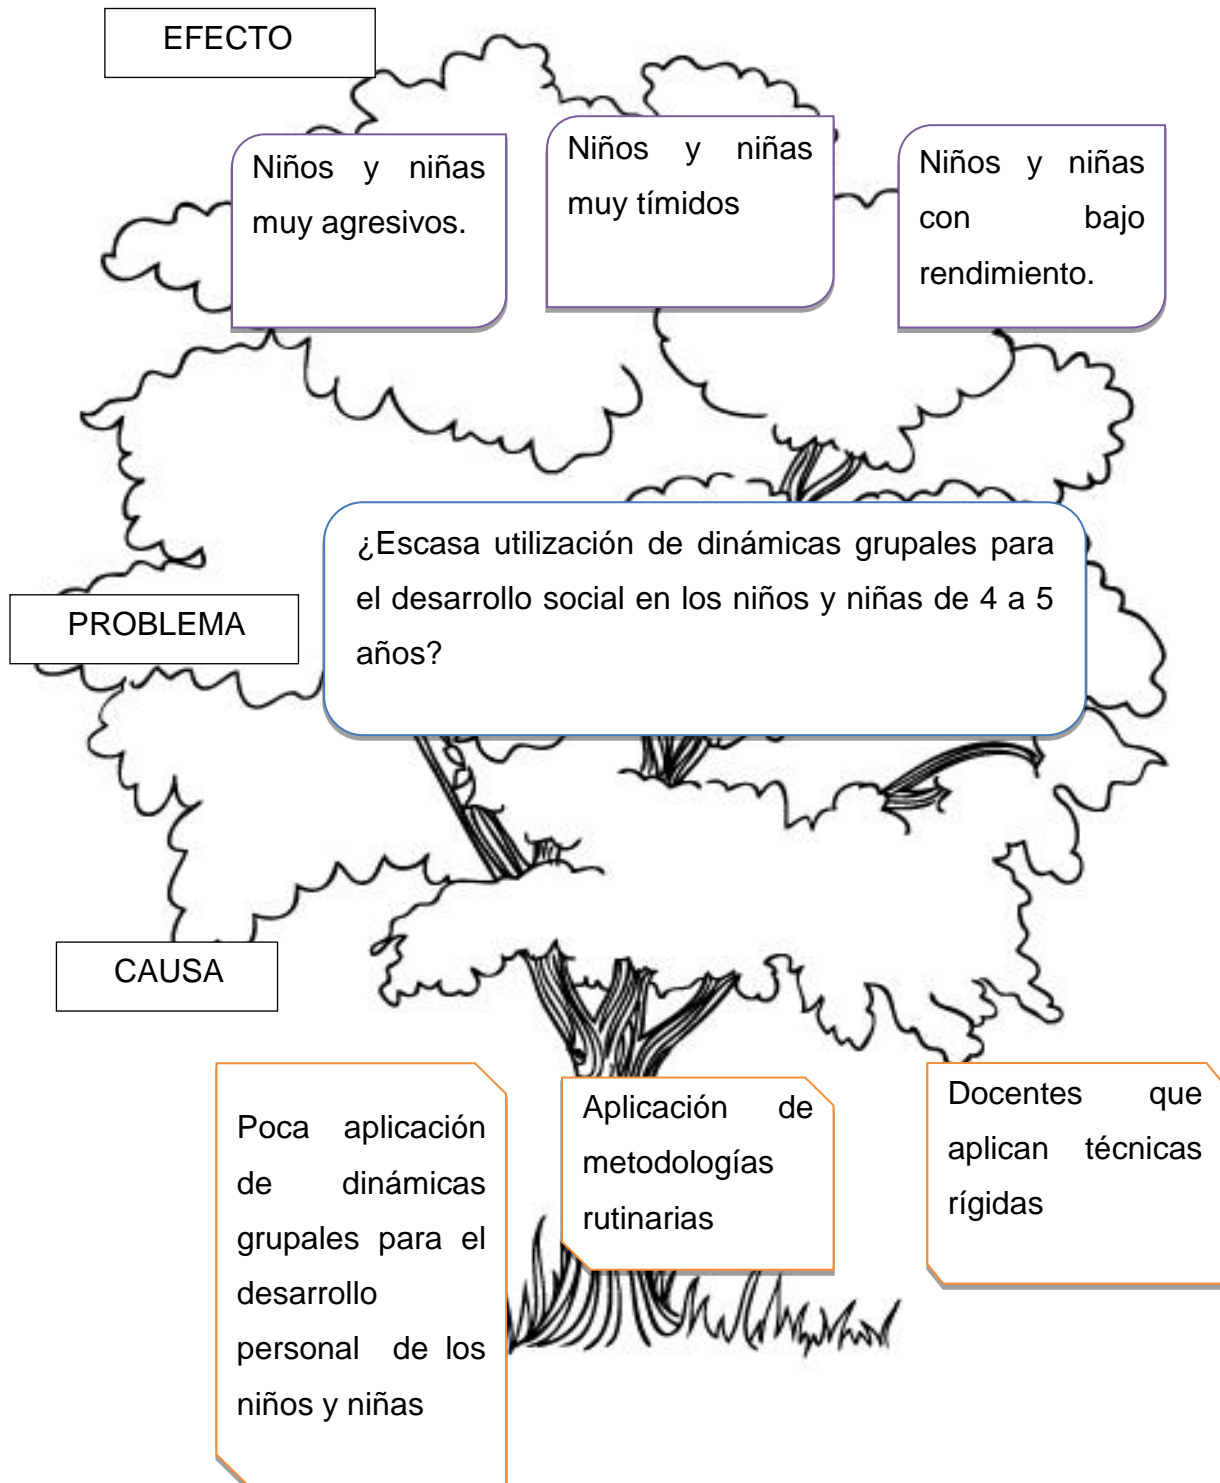 EFECTO
Niños y niñas
muy agresivos.
Niños y niñas
muy tímidos
Niños y niñas
con bajo
rendimiento.
¿Escasa utilización de dinámicas grupales para
el desarrollo social en los niños y niñas de 4 a 5
años?
PROBLEMA
CAUSA
Poca aplicación
de dinámicas
grupales para el
desarrollo
personal de los
niños y niñas
Aplicación de
metodologías
rutinarias
Docentes que
aplican técnicas
rígidas